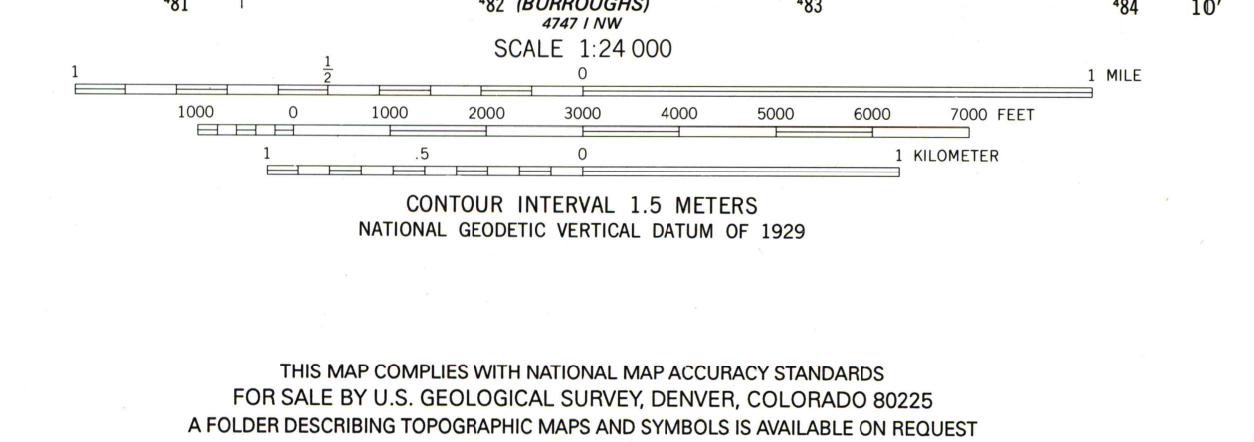 ⁴81 ⁴82 (BURROUGHS) ⁴83 ⁴84 10'
4747 I NW
SCALE 1:24 000
1 1/2 0 1 MILE
1000 0 1000 2000 3000 4000 5000 6000 7000 FEET
1 .5 0 1 KILOMETER
CONTOUR INTERVAL 1.5 METERS
NATIONAL GEODETIC VERTICAL DATUM OF 1929
THIS MAP COMPLIES WITH NATIONAL MAP ACCURACY STANDARDS
FOR SALE BY U.S. GEOLOGICAL SURVEY, DENVER, COLORADO 80225
A FOLDER DESCRIBING TOPOGRAPHIC MAPS AND SYMBOLS IS AVAILABLE ON REQUEST